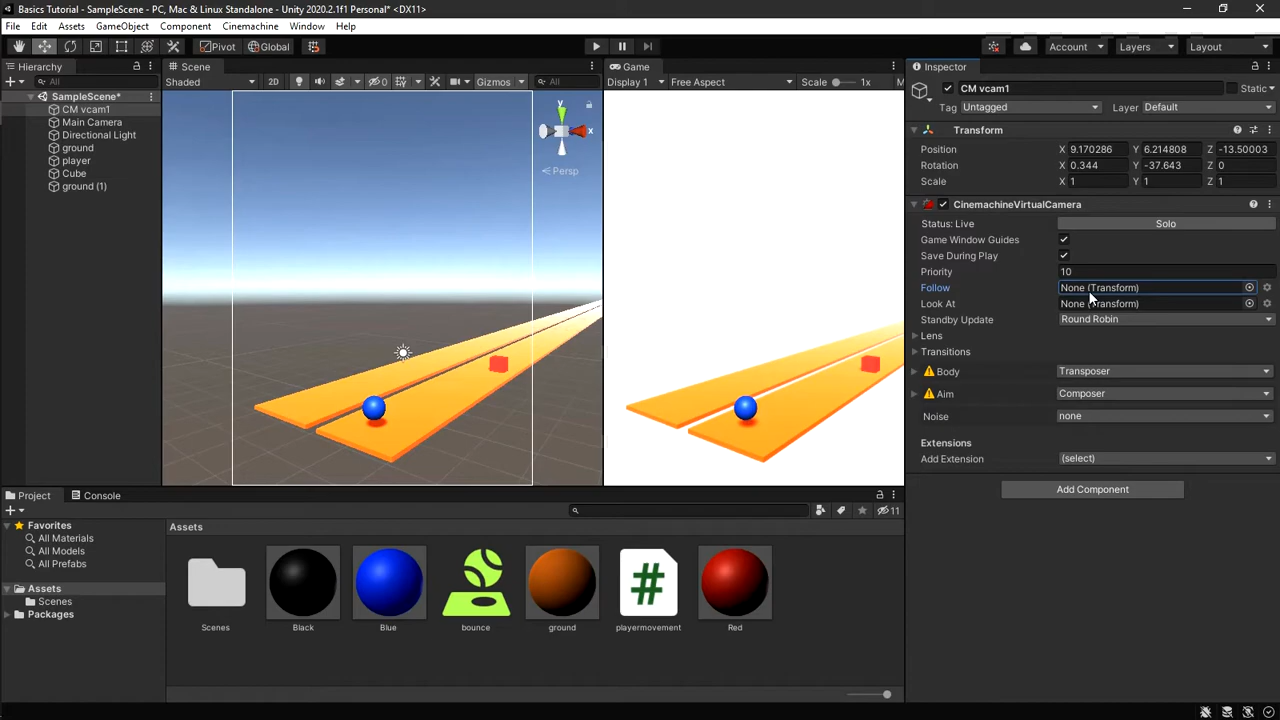 Basics Tutorial - SampleScene - PC, Mac & Linux Standalone - Unity 2020.2.1f1 Personal* <DX11>
File Edit Assets GameObject Component Cinemachine Window Help
Pivot Global Account Layers Layout
Hierarchy
All
SampleScene*
CM vcam1
Main Camera
Directional Light
ground
player
Cube
ground (1)
Scene
Shaded 2D 0 Gizmos All
y
x
Persp
Game
Display 1 Free Aspect Scale 1x M
Inspector
CM vcam1 Static
Tag Untagged Layer Default
Transform
Position X 9.170286 Y 6.214808 Z -13.50003
Rotation X 0.344 Y -37.643 Z 0
Scale X 1 Y 1 Z 1
CinemachineVirtualCamera
Status: Live Solo
Game Window Guides
Save During Play
Priority 10
Follow None (Transform)
Look At None (Transform)
Standby Update Round Robin
Lens
Transitions
Body Transposer
Aim Composer
Noise none
Extensions
Add Extension (select)
Add Component
Project Console
11
Favorites
All Materials
All Models
All Prefabs
Assets
Scenes
Packages
Assets
Scenes Black Blue bounce ground playermovement Red